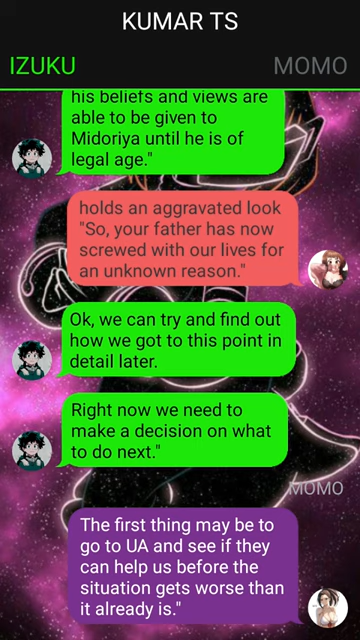 KUMAR TS
IZUKU MOMO
his beliefs and views are
able to be given to
Midoriya until he is of
legal age."
holds an aggravated look
"So, your father has now
screwed with our lives for
an unknown reason."
Ok, we can try and find out
how we got to this point in
detail later.
Right now we need to
make a decision on what
to do next."
MOMO
The first thing may be to
go to UA and see if they
can help us before the
situation gets worse than
it already is."